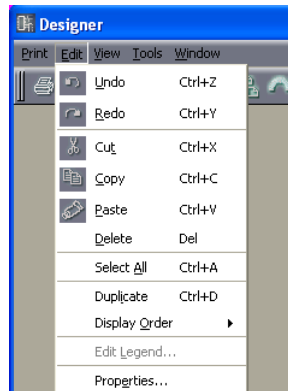 Designer
Print Edit View Tools Window
Undo Ctrl+Z
Redo Ctrl+Y
Cut Ctrl+X
Copy Ctrl+C
Paste Ctrl+V
Delete Del
Select All Ctrl+A
Duplicate Ctrl+D
Display Order
Edit Legend...
Properties...